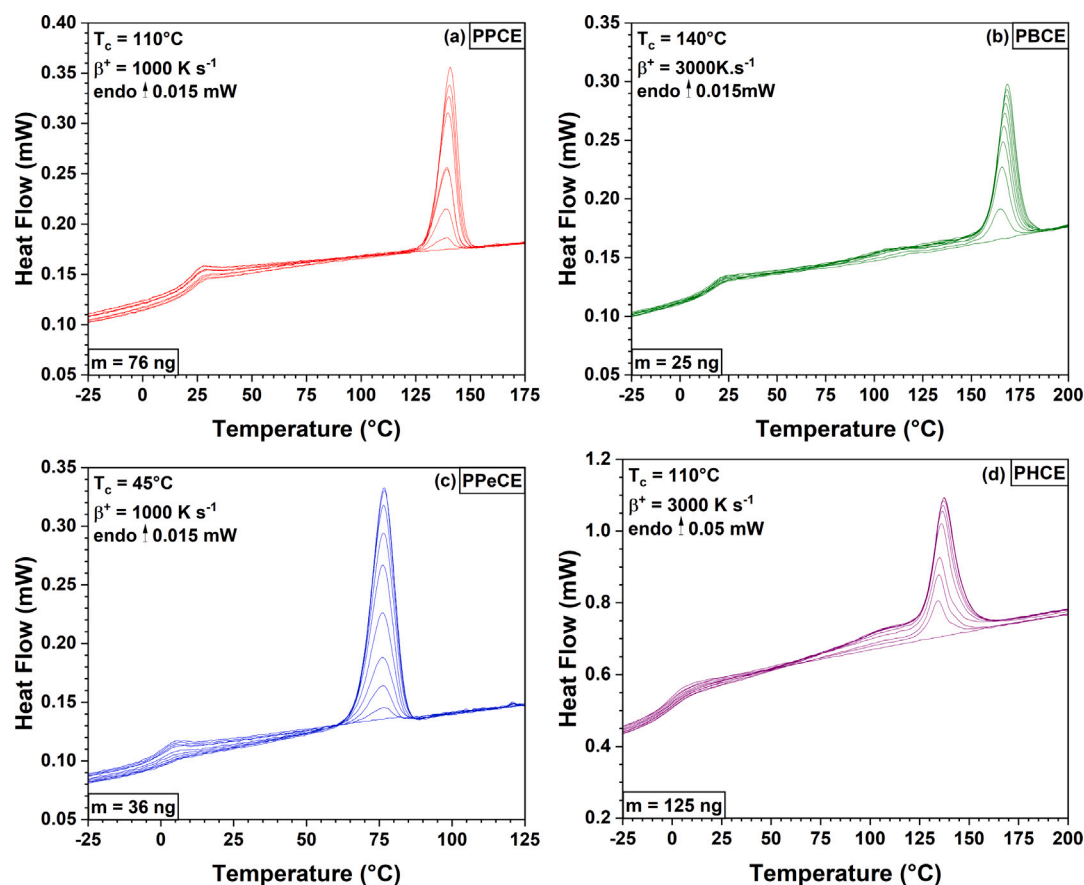 (a) PPCE
T_c = 110°C
β⁺ = 1000 K s⁻¹
endo ↑ 0.015 mW
Heat Flow (mW)
0.40
0.35
0.30
0.25
0.20
0.15
0.10
0.05
m = 76 ng
-25 0 25 50 75 100 125 150 175
Temperature (°C)
(b) PBCE
T_c = 140°C
β⁺ = 3000K.s⁻¹
endo ↑ 0.015mW
Heat Flow (mW)
0.35
0.30
0.25
0.20
0.15
0.10
0.05
m = 25 ng
-25 0 25 50 75 100 125 150 175 200
Temperature (°C)
(c) PPeCE
T_c = 45°C
β⁺ = 1000 K s⁻¹
endo ↑ 0.015 mW
Heat Flow (mW)
0.35
0.30
0.25
0.20
0.15
0.10
0.05
m = 36 ng
-25 0 25 50 75 100 125
Temperature (°C)
(d) PHCE
T_c = 110°C
β⁺ = 3000 K s⁻¹
endo ↑ 0.05 mW
Heat Flow (mW)
1.2
1.0
0.8
0.6
0.4
0.2
m = 125 ng
-25 0 25 50 75 100 125 150 175 200
Temperature (°C)